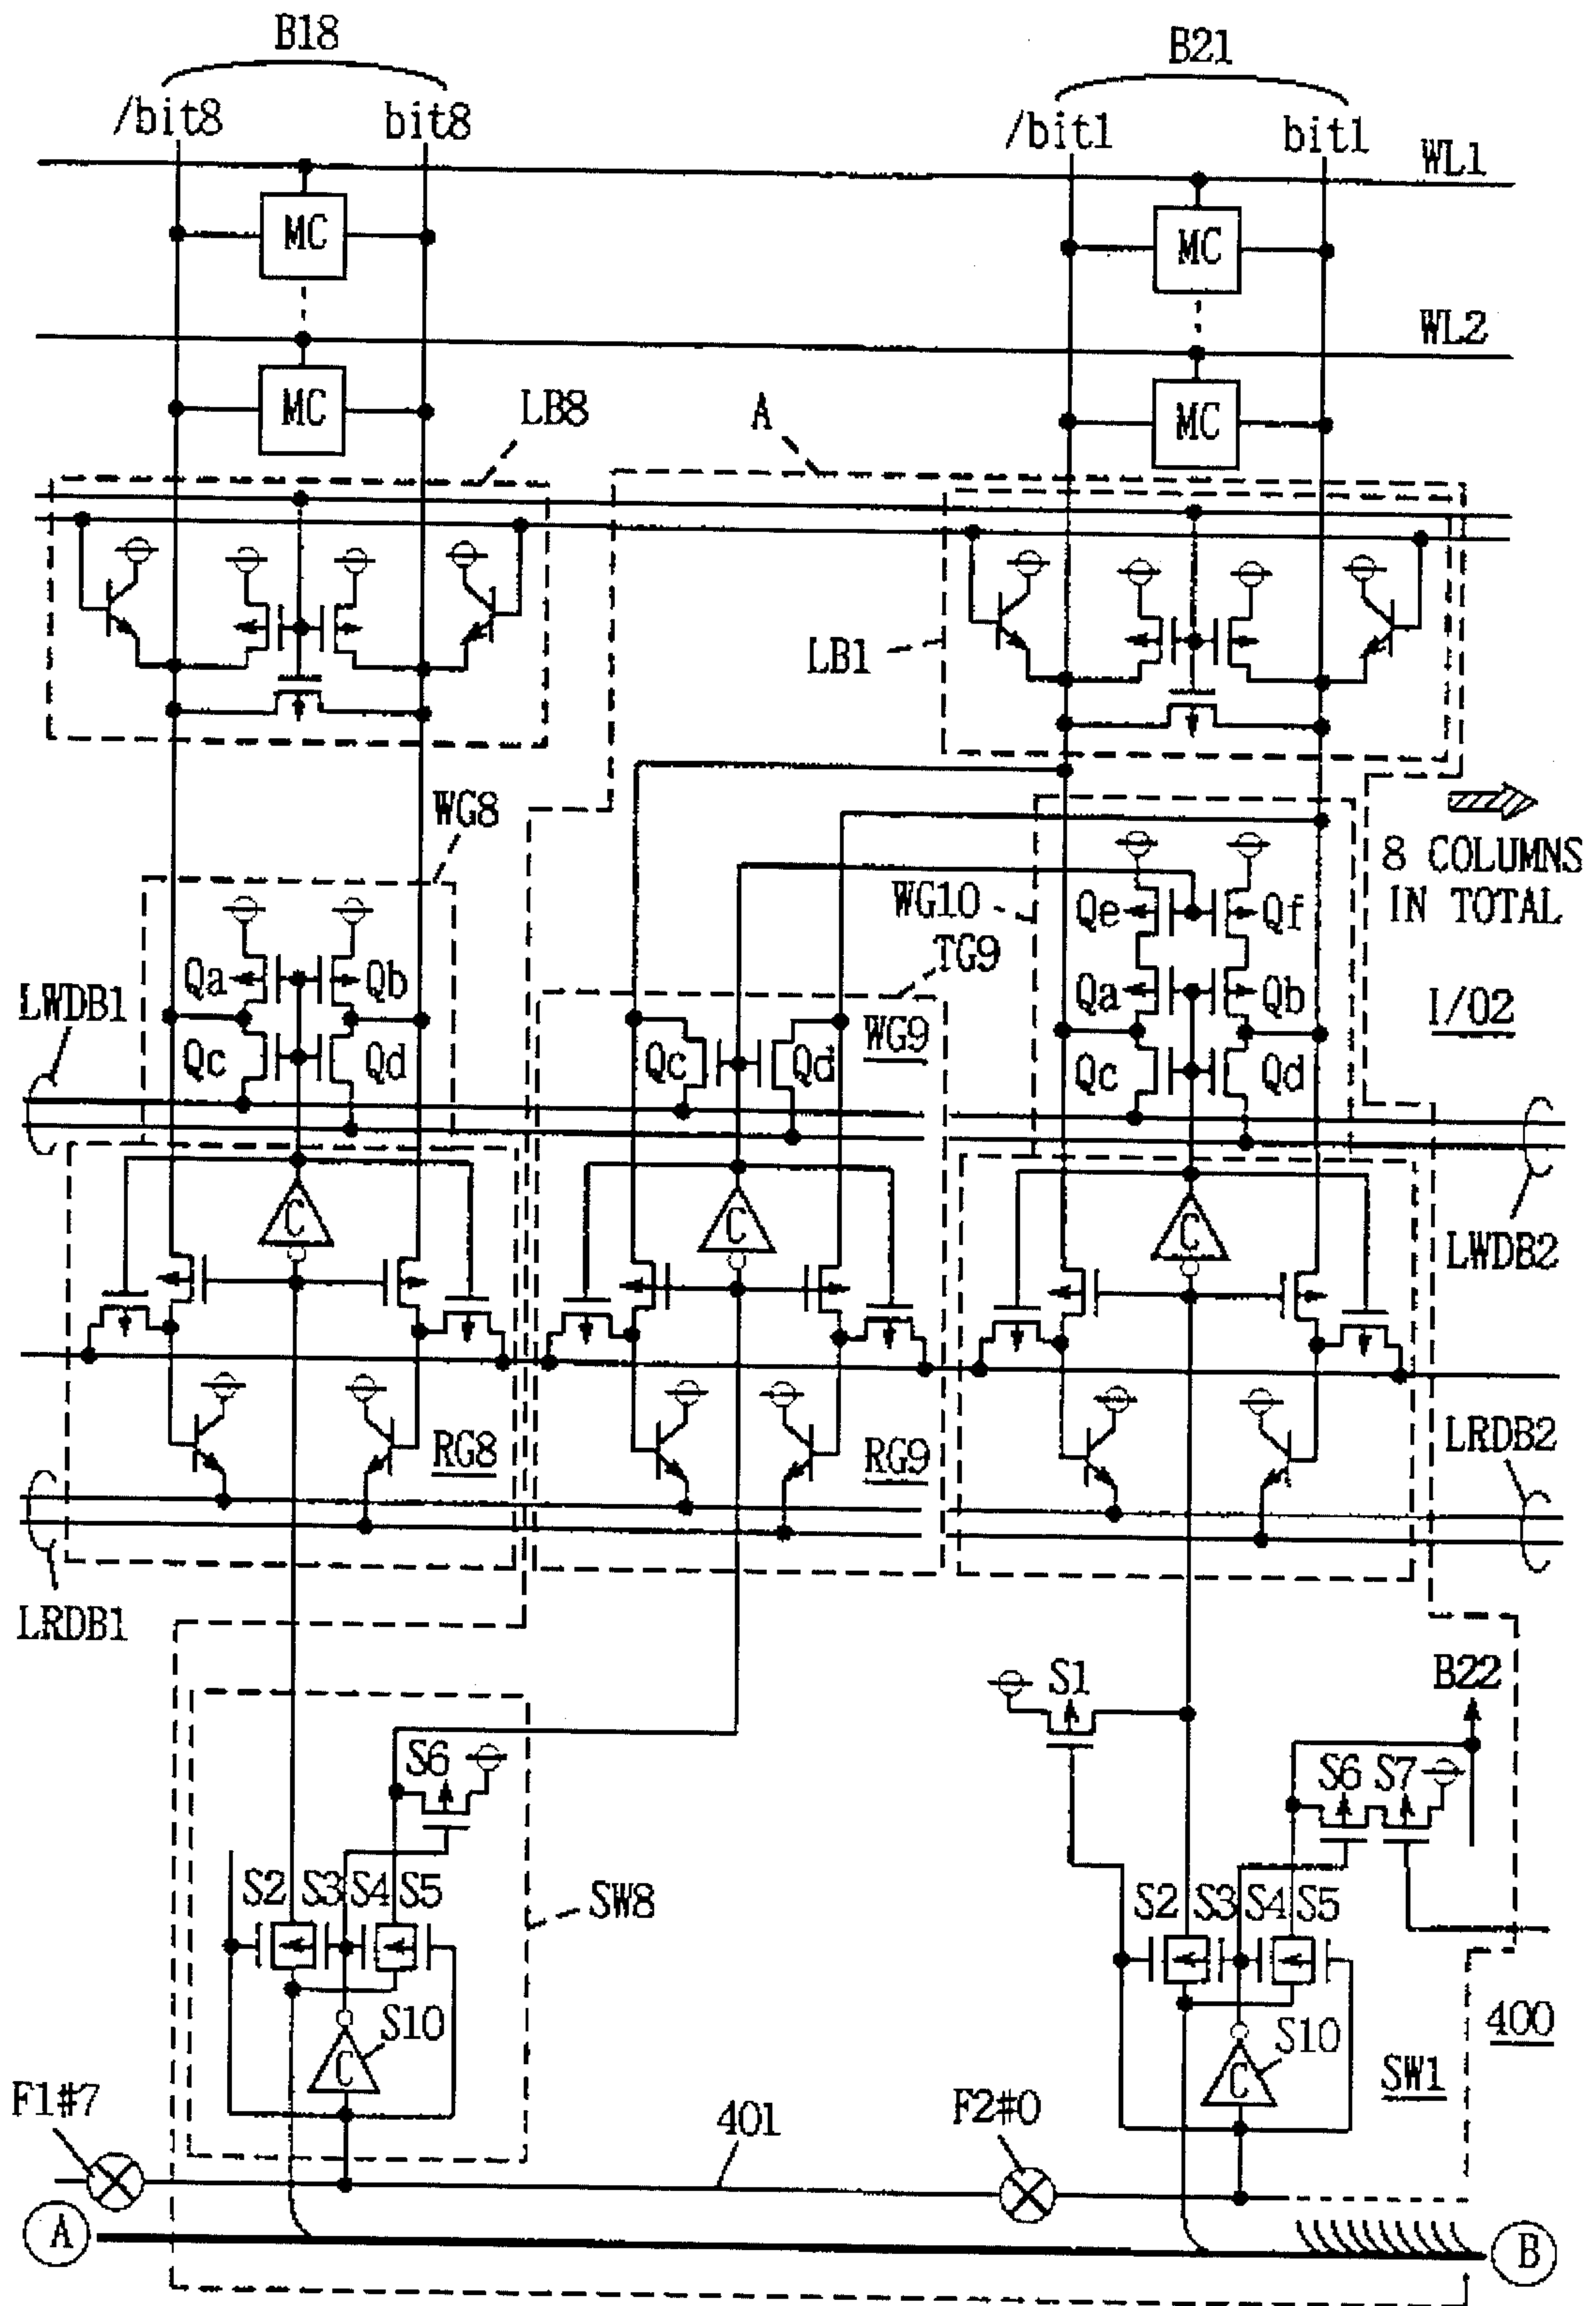 B18
B21
/bit8
bit8
/bit1
bit1
WL1
MC
MC
WL2
MC
MC
LB8
A
LB1
WG8
8 COLUMNS
IN TOTAL
WG10
Qe
Qf
TG9
Qa
Qb
Qa
Qb
I/O2
LWDB1
WG9
Qc
Qd
Qc
Qd
Qc
Qd
C
C
C
LWDB2
RG8
RG9
LRDB2
LRDB1
S1
B22
S6
S6
S7
S2
S3
S4
S5
SW8
S2
S3
S4
S5
S10
C
S10
C
400
SW1
F1#7
401
F2#0
A
B